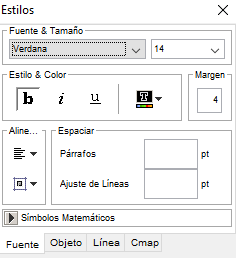 Estilos
Fuente & Tamaño
Verdana 14
Estilo & Color Margen
b i u T 4
Aline... Espaciar
Párrafos pt
Ajuste de Líneas pt
Símbolos Matemáticos
Fuente Objeto Línea Cmap